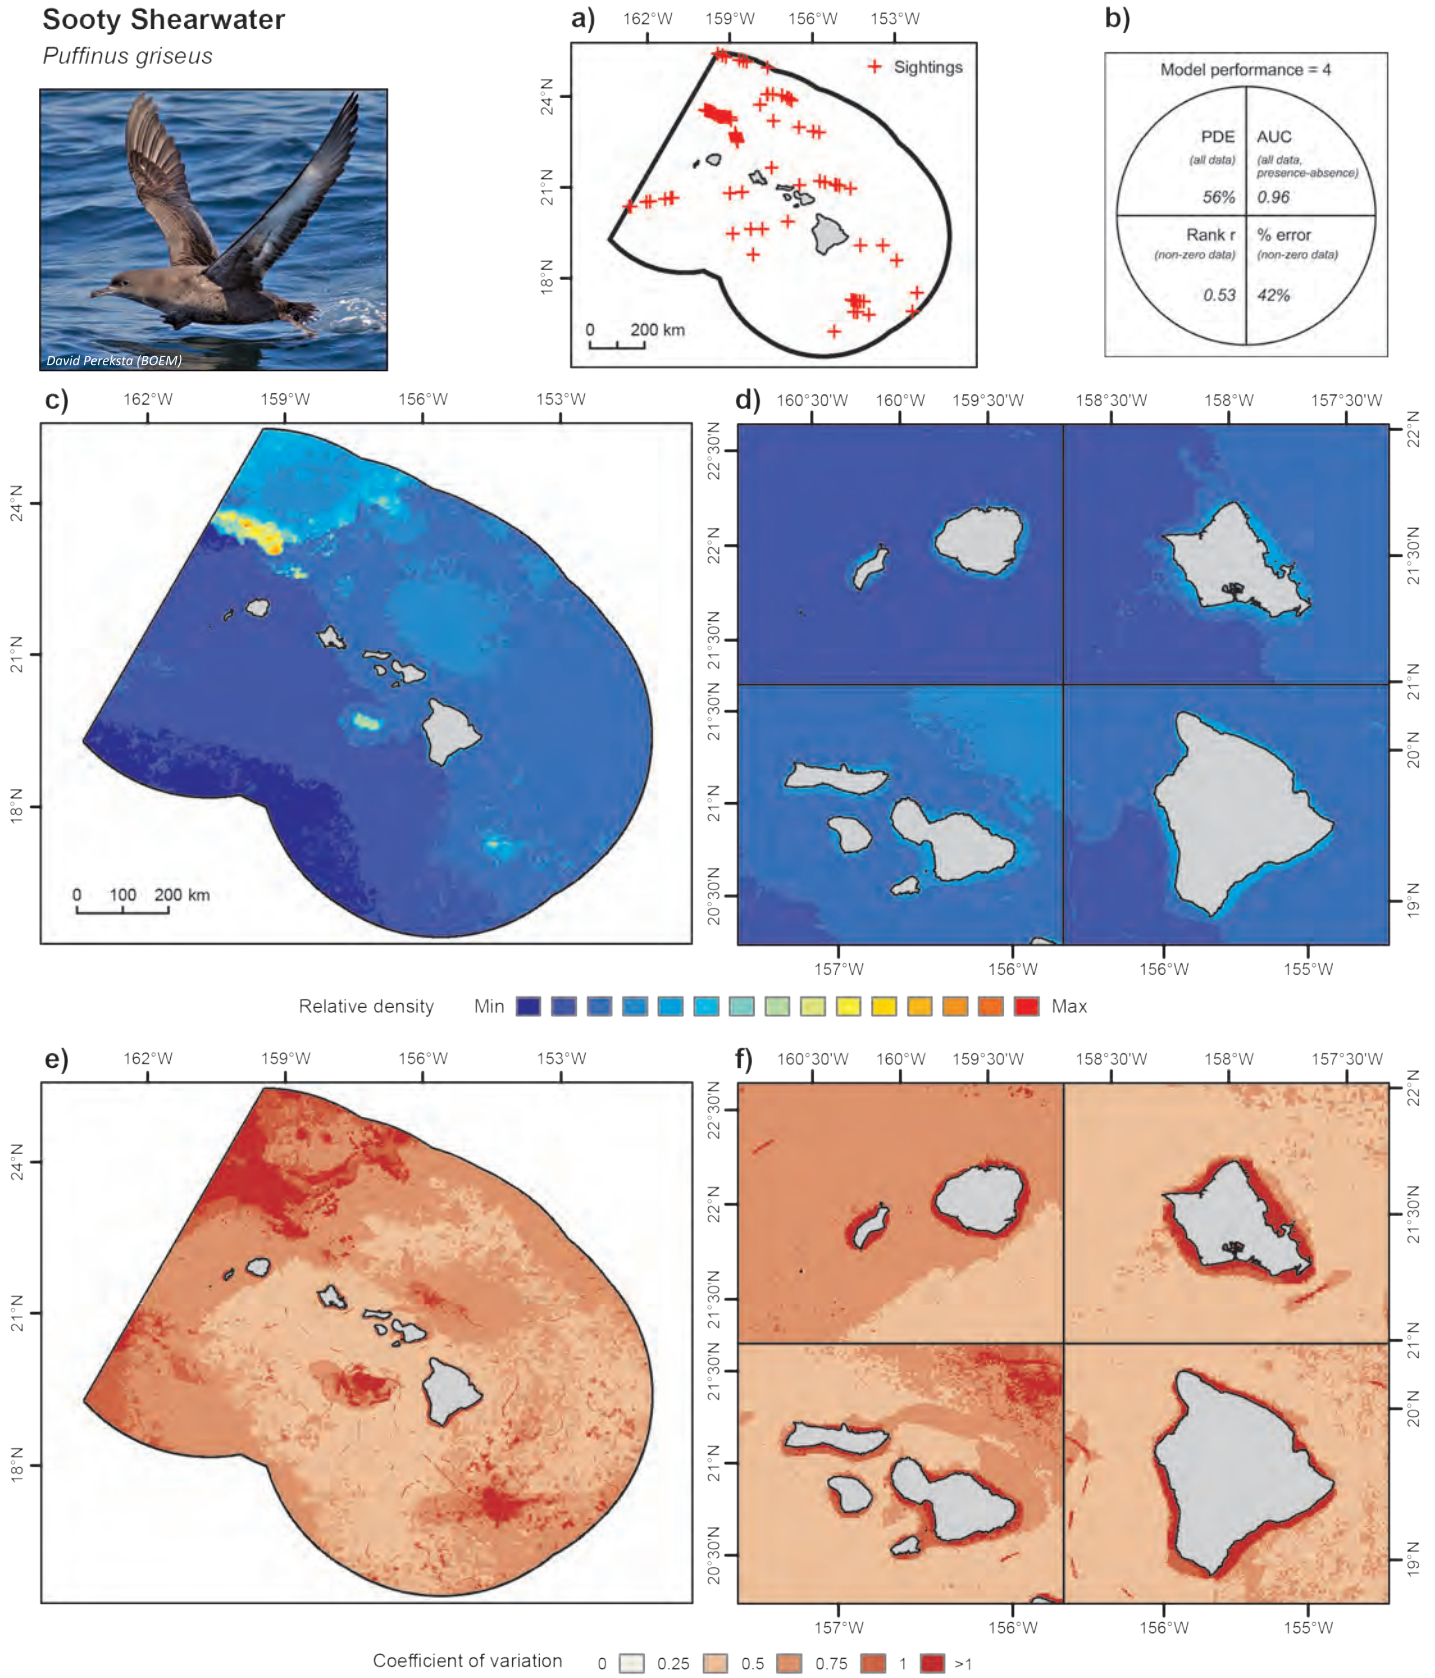 Sooty Shearwater
Puffinus griseus
David Pereksta (BOEM)
a)
162°W 159°W 156°W 153°W
24°N
21°N
18°N
Sightings
0 200 km
b)
Model performance = 4
PDE
(all data)
56%
AUC
(all data,
presence-absence)
0.96
Rank r
(non-zero data)
0.53
% error
(non-zero data)
42%
c)
162°W 159°W 156°W 153°W
24°N
21°N
18°N
0 100 200 km
d)
160°30'W 160°W 159°30'W 158°30'W 158°W 157°30'W
22°30'N
22°N
21°30'N
22°N
21°30'N
21°N
21°30'N
21°N
20°30'N
20°N
19°N
157°W 156°W 156°W 155°W
Relative density Min Max
e)
162°W 159°W 156°W 153°W
24°N
21°N
18°N
f)
160°30'W 160°W 159°30'W 158°30'W 158°W 157°30'W
22°30'N
22°N
21°30'N
22°N
21°30'N
21°N
21°30'N
21°N
20°30'N
20°N
19°N
157°W 156°W 156°W 155°W
Coefficient of variation 0 0.25 0.5 0.75 1 >1